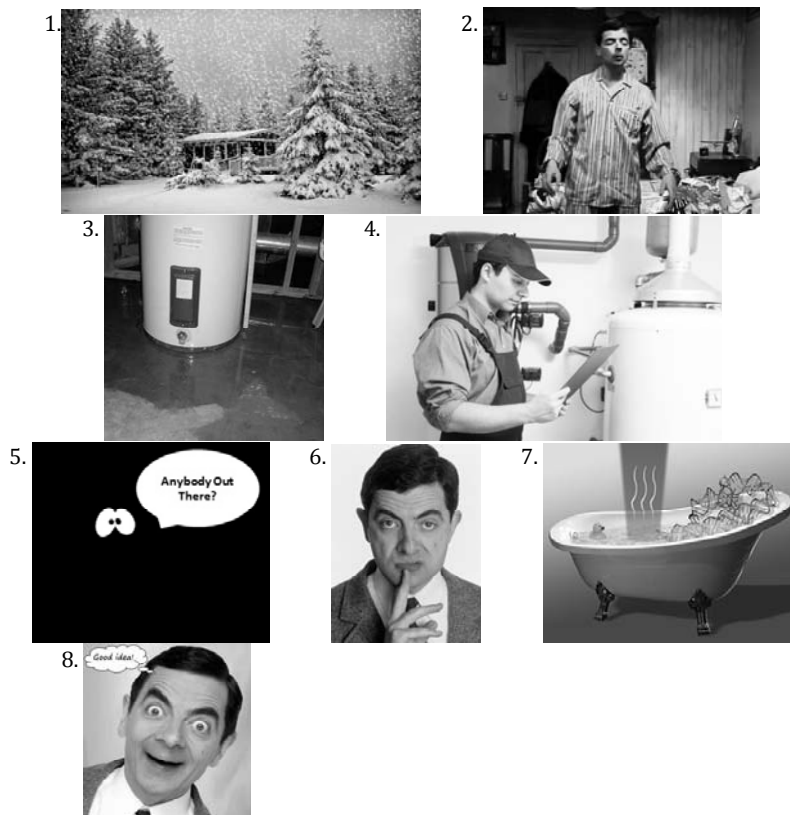 1.
2.
3.
4.
5.
Anybody Out
There?
6.
7.
8.
Good idea!